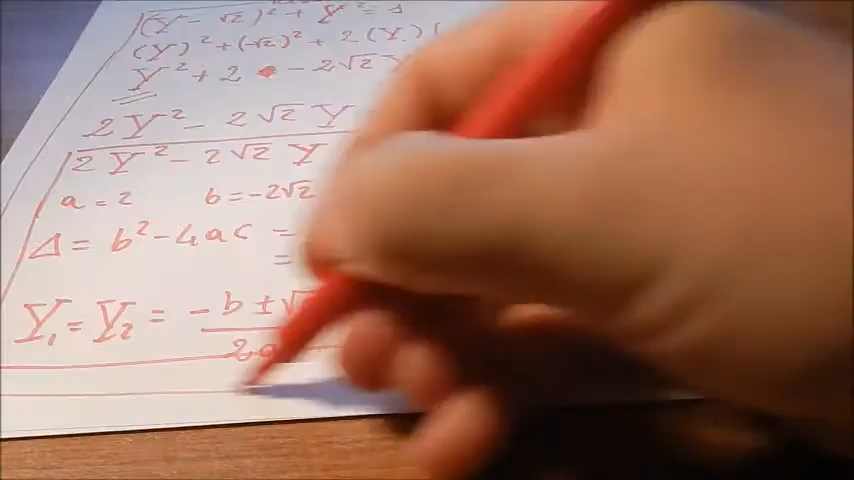 (Y - √2)² + Y² = 1
(Y)² + (-√2)² + 2(Y)(
Y² + 2 - 2√2 Y
2Y² - 2√2 Y
2Y² - 2√2 Y
a = 2 b = -2√2
Δ = b² - 4ac =
=
Y₁ = Y₂ = -b ± √
2a